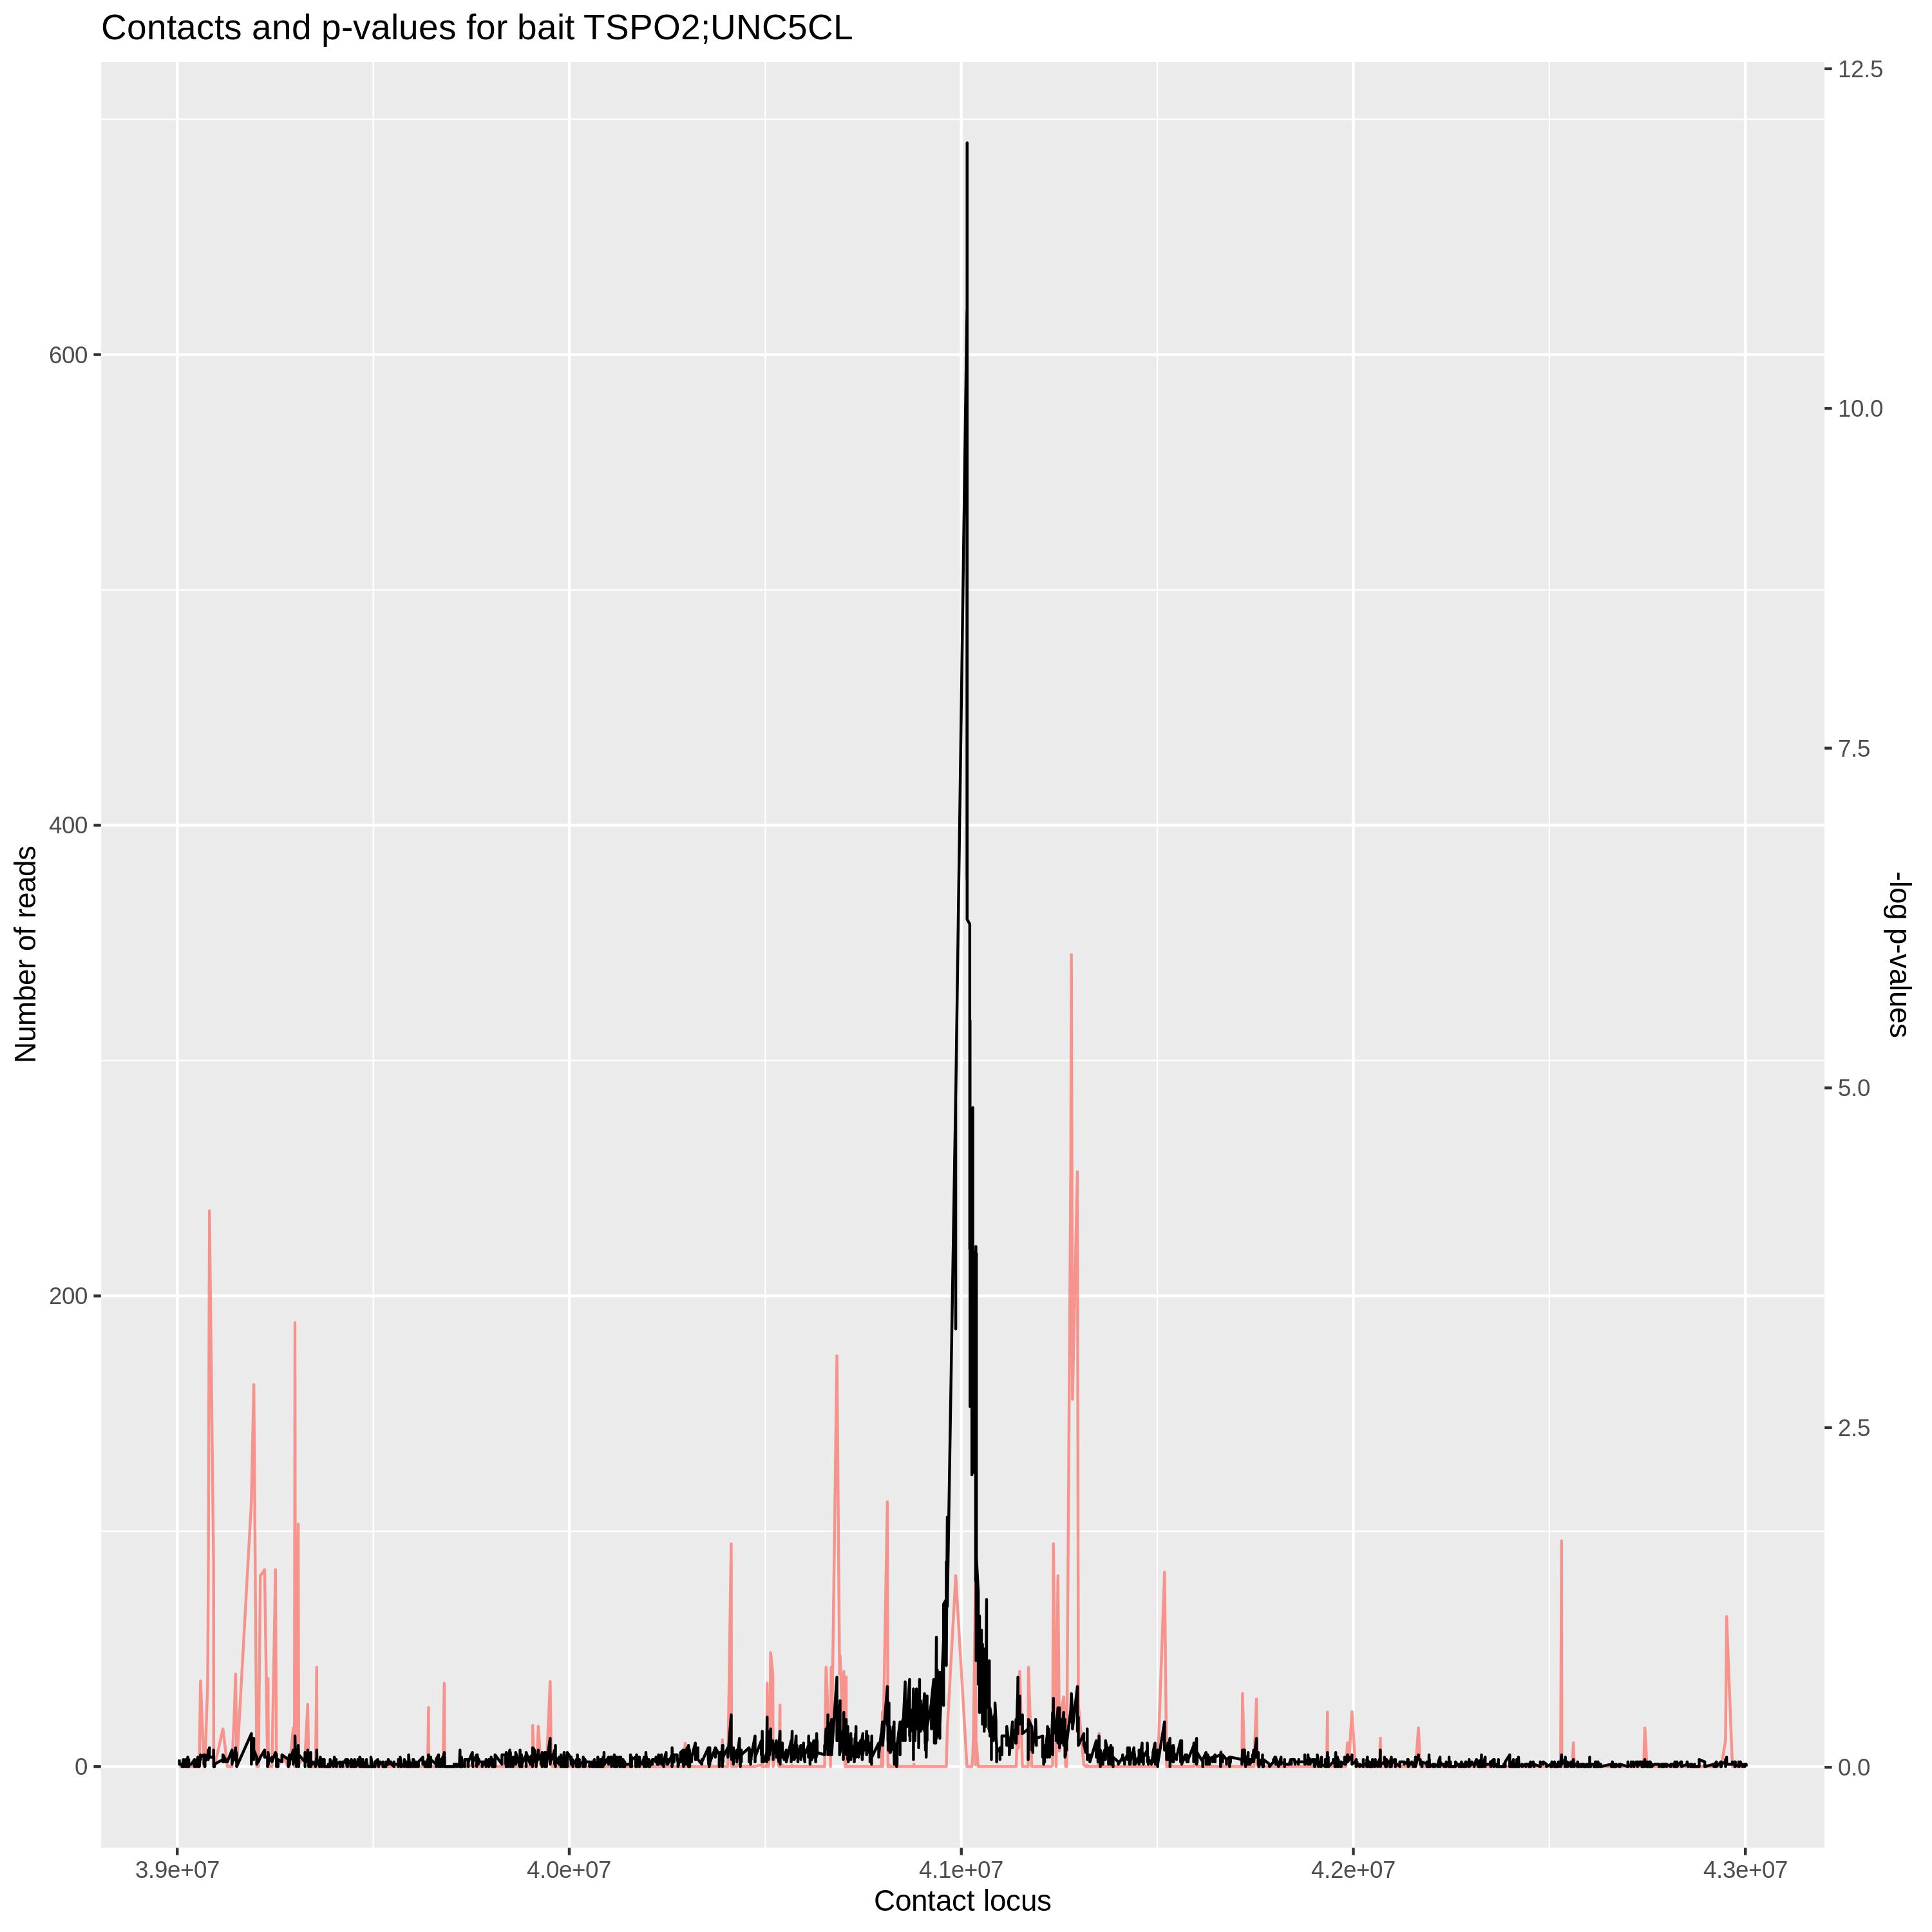 Contacts and p-values for bait TSPO2;UNC5CL
12.5
600
10.0
7.5
400
Number of reads
-log p-values
5.0
200
2.5
0
0.0
3.9e+07
4.0e+07
4.1e+07
4.2e+07
4.3e+07
Contact locus